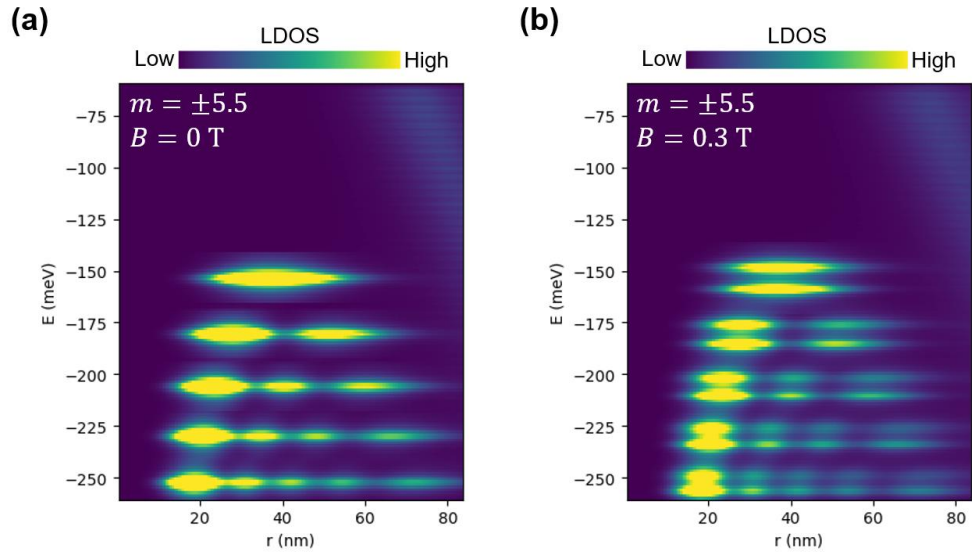 (a)
LDOS
Low High
m = ±5.5
B = 0 T
−75
−100
−125
−150
−175
−200
−225
−250
E (meV)
20 40 60 80
r (nm)
(b)
LDOS
Low High
m = ±5.5
B = 0.3 T
−75
−100
−125
−150
−175
−200
−225
−250
E (meV)
20 40 60 80
r (nm)